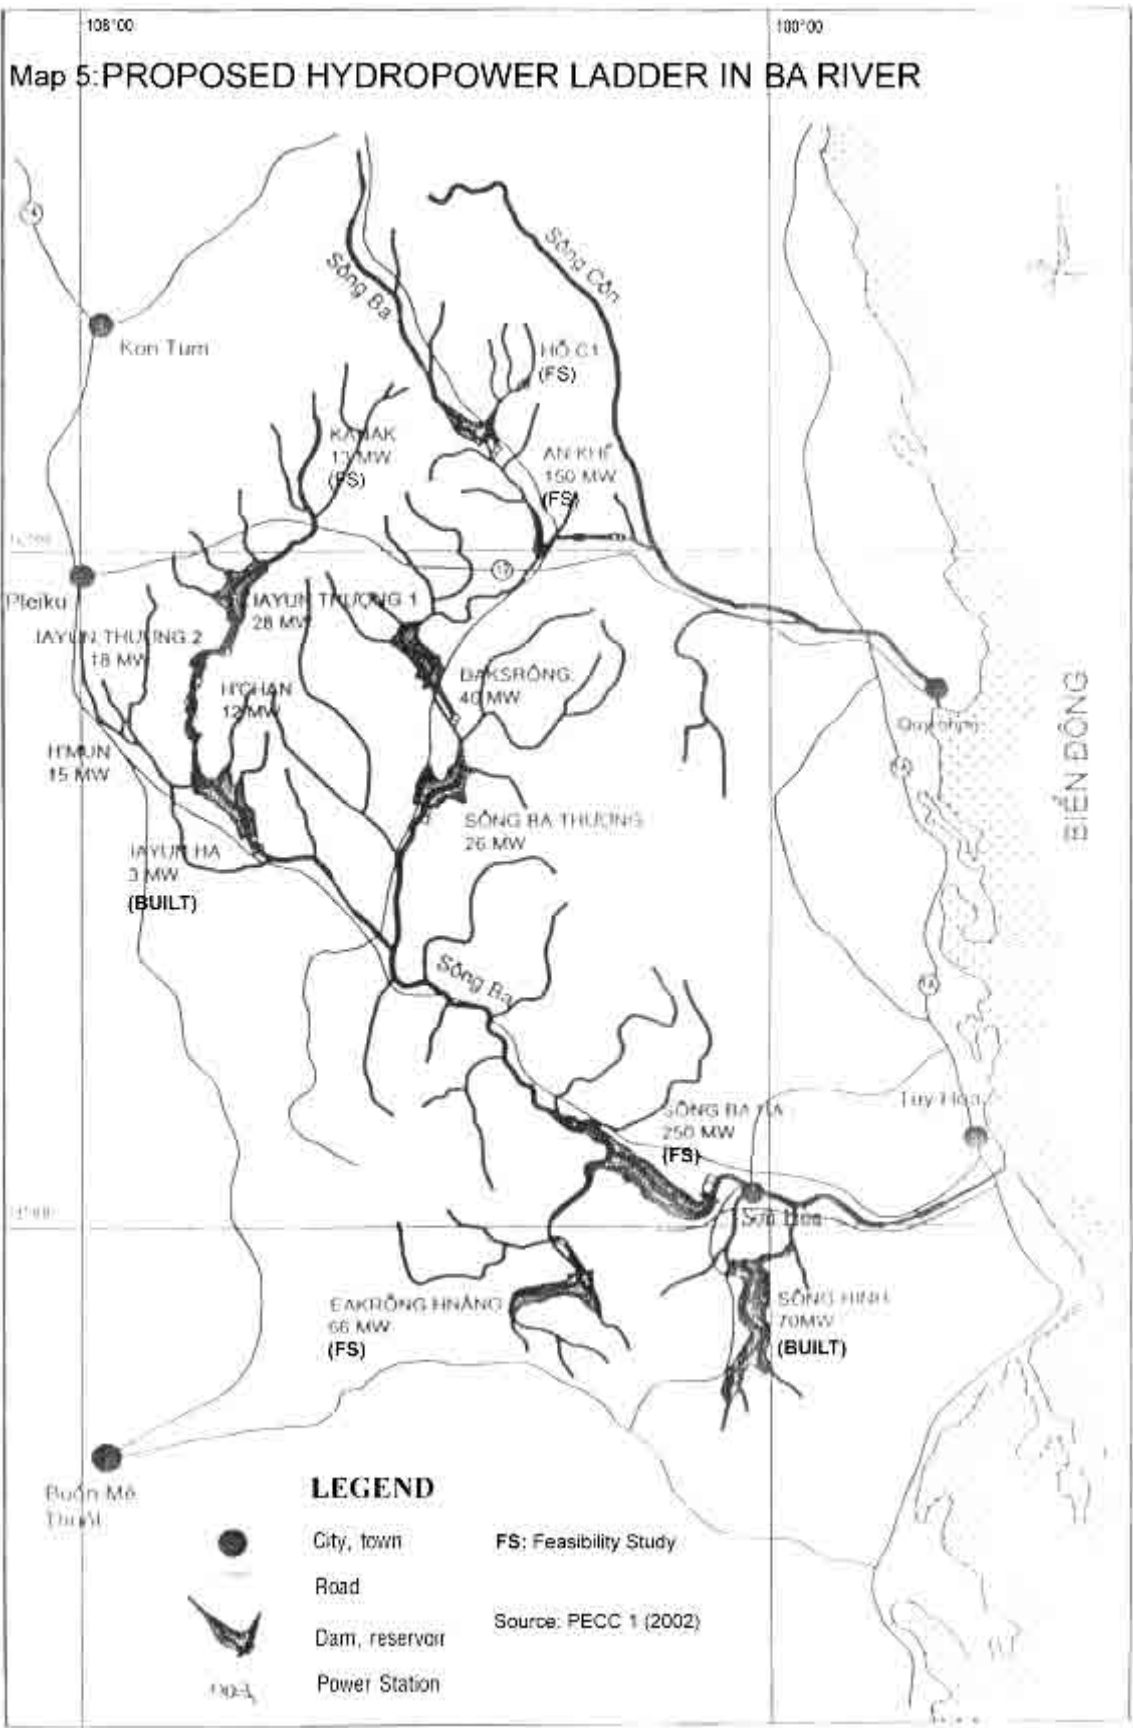 108°00
100°00
Map 5: PROPOSED HYDROPOWER LADDER IN BA RIVER
Sông Ba
Sông Côn
Kon Tum
HỒ C1
(FS)
KANAK
13 MW
(FS)
AN KHÊ
150 MW
(FS)
Pleiku
IAYUN THƯỢNG 1
28 MW
IAYUN THƯỢNG 2
18 MW
H'CHAN
12 MW
ĐAKSRÔNG
40 MW
H'MUN
15 MW
SÔNG BA THƯỢNG
26 MW
IAYUN HẠ
3 MW
(BUILT)
BIỂN ĐÔNG
Sông Ba
1A
Tuy Hòa
SÔNG BA HẠ
250 MW
(FS)
EAKRÔNG HNĂNG
66 MW
(FS)
SÔNG HINH
70MW
(BUILT)
Buôn Mê
Thuột
LEGEND
City, town
FS: Feasibility Study
Road
Source: PECC 1 (2002)
Dam, reservoir
Power Station